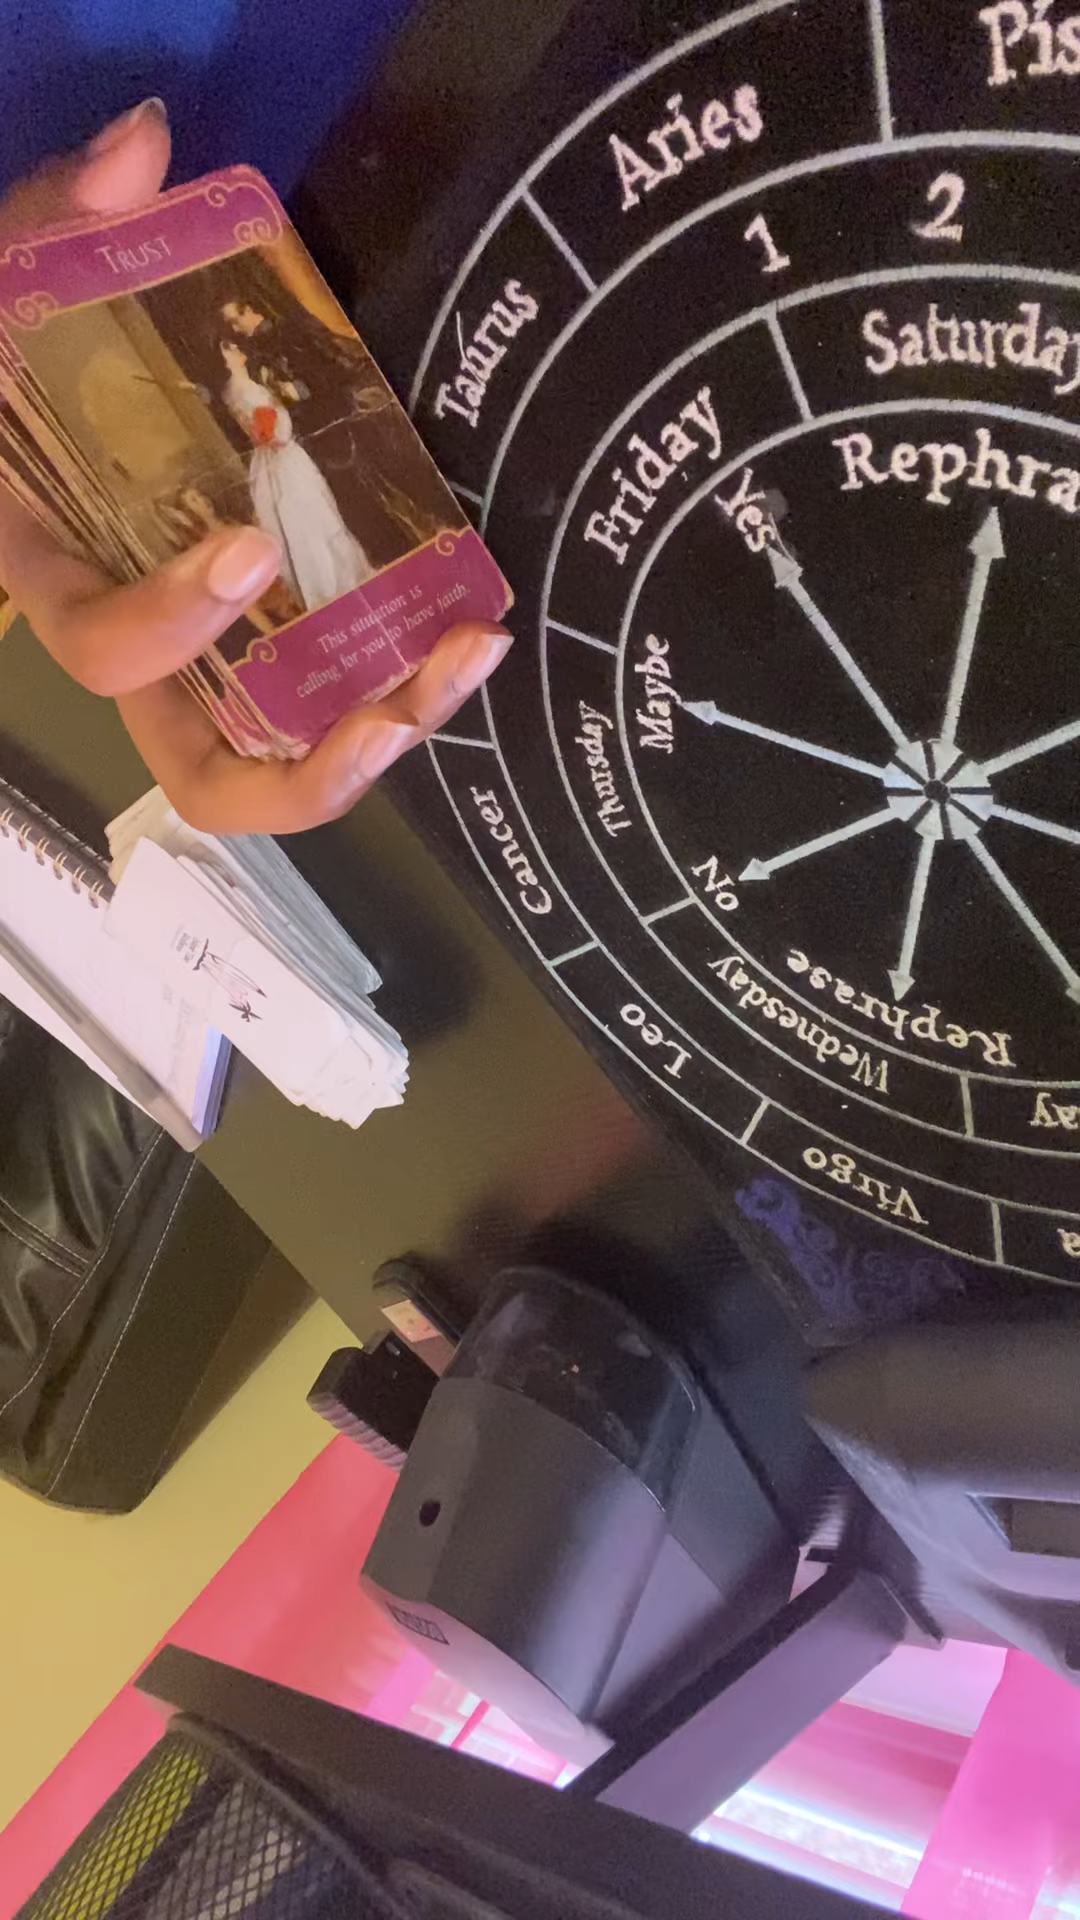 TRUST
This situation is
calling for you to have faith.
Pis
Aries
Taurus
Cancer
Leo
Virgo
a
1
2
Saturday
Friday
Thursday
Wednesday
ay
Rephra
Yes
Maybe
No
Rephrase